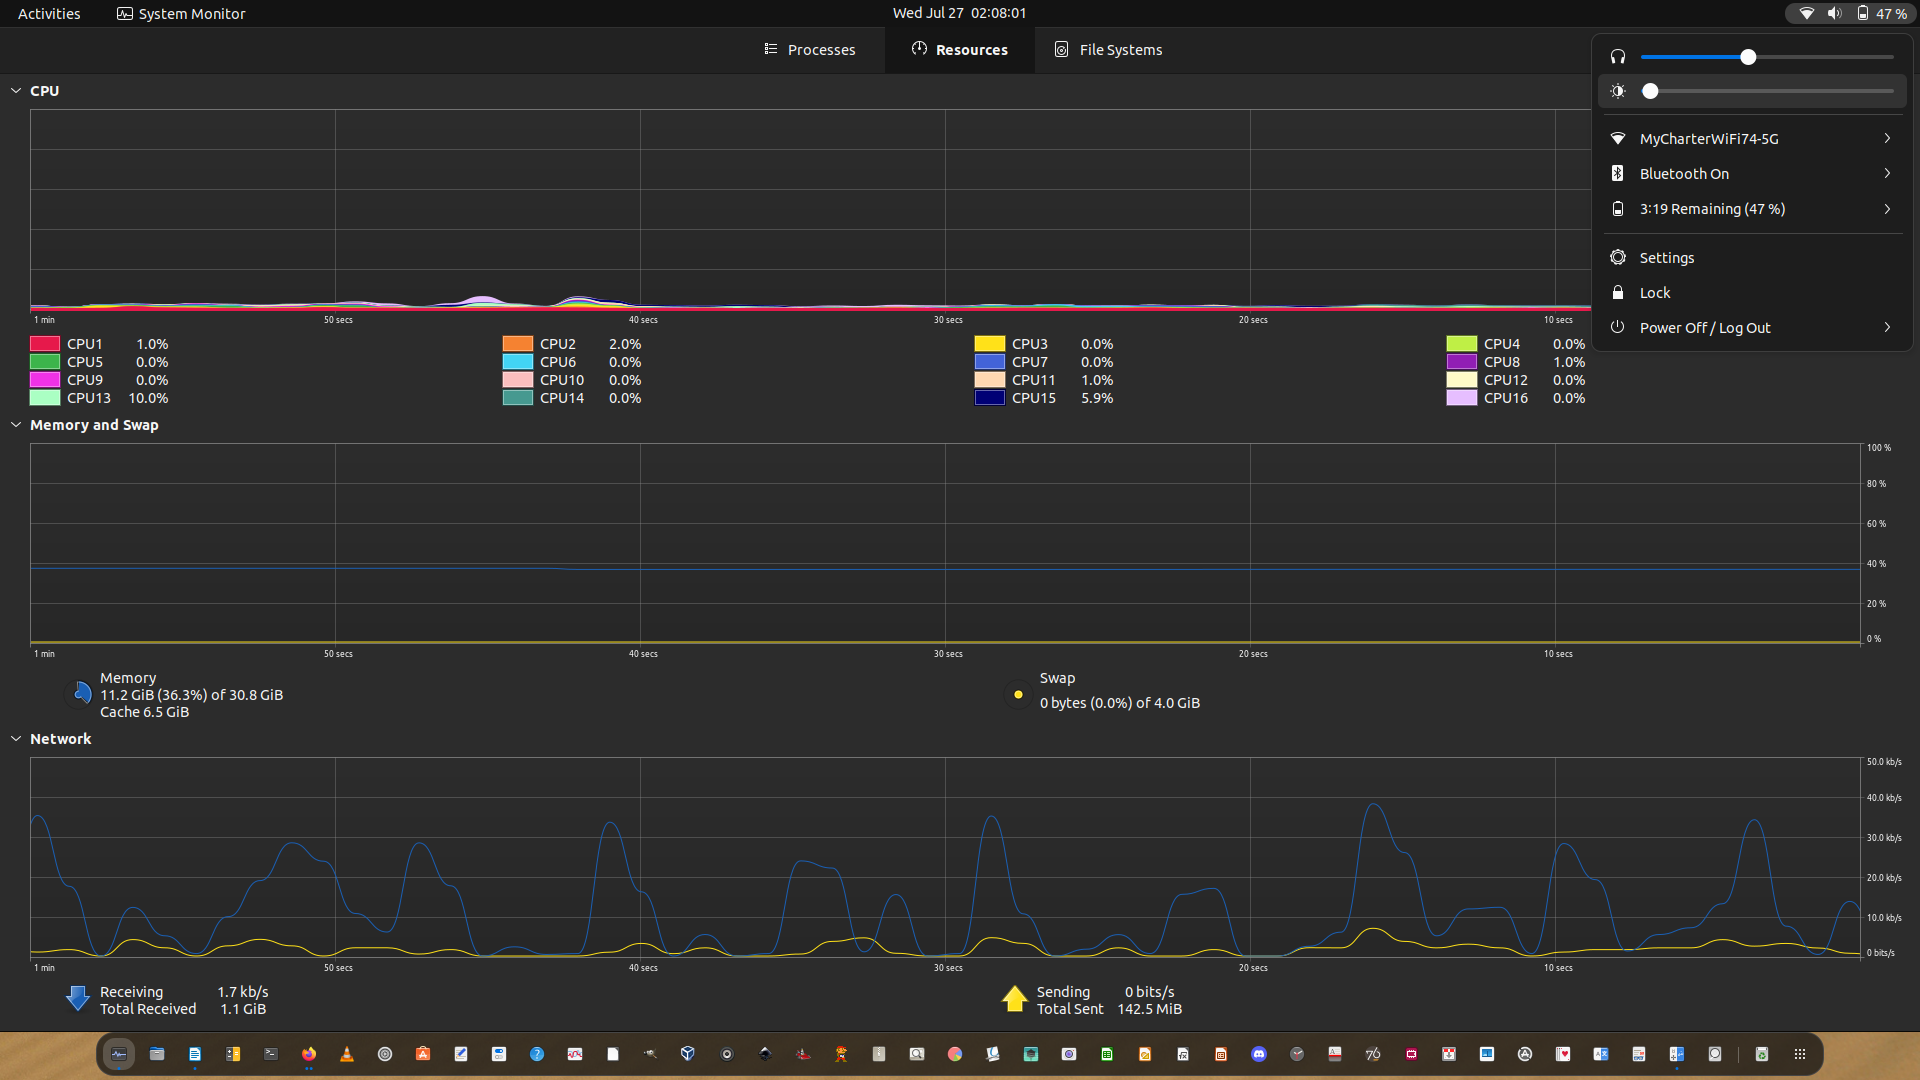 Activities
System Monitor
Wed Jul 27 02:08:01
47 %
Processes
Resources
File Systems
CPU
1 min 50 secs 40 secs 30 secs 20 secs 10 secs
CPU1 1.0% CPU2 2.0% CPU3 0.0% CPU4 0.0%
CPU5 0.0% CPU6 0.0% CPU7 0.0% CPU8 1.0%
CPU9 0.0% CPU10 0.0% CPU11 1.0% CPU12 0.0%
CPU13 10.0% CPU14 0.0% CPU15 5.9% CPU16 0.0%
MyCharterWiFi74-5G
Bluetooth On
3:19 Remaining (47 %)
Settings
Lock
Power Off / Log Out
Memory and Swap
100 %
80 %
60 %
40 %
20 %
0 %
1 min 50 secs 40 secs 30 secs 20 secs 10 secs
Memory
11.2 GiB (36.3%) of 30.8 GiB
Cache 6.5 GiB
Swap
0 bytes (0.0%) of 4.0 GiB
Network
50.0 kb/s
40.0 kb/s
30.0 kb/s
20.0 kb/s
10.0 kb/s
0 bits/s
1 min 50 secs 40 secs 30 secs 20 secs 10 secs
Receiving 1.7 kb/s
Total Received 1.1 GiB
Sending 0 bits/s
Total Sent 142.5 MiB